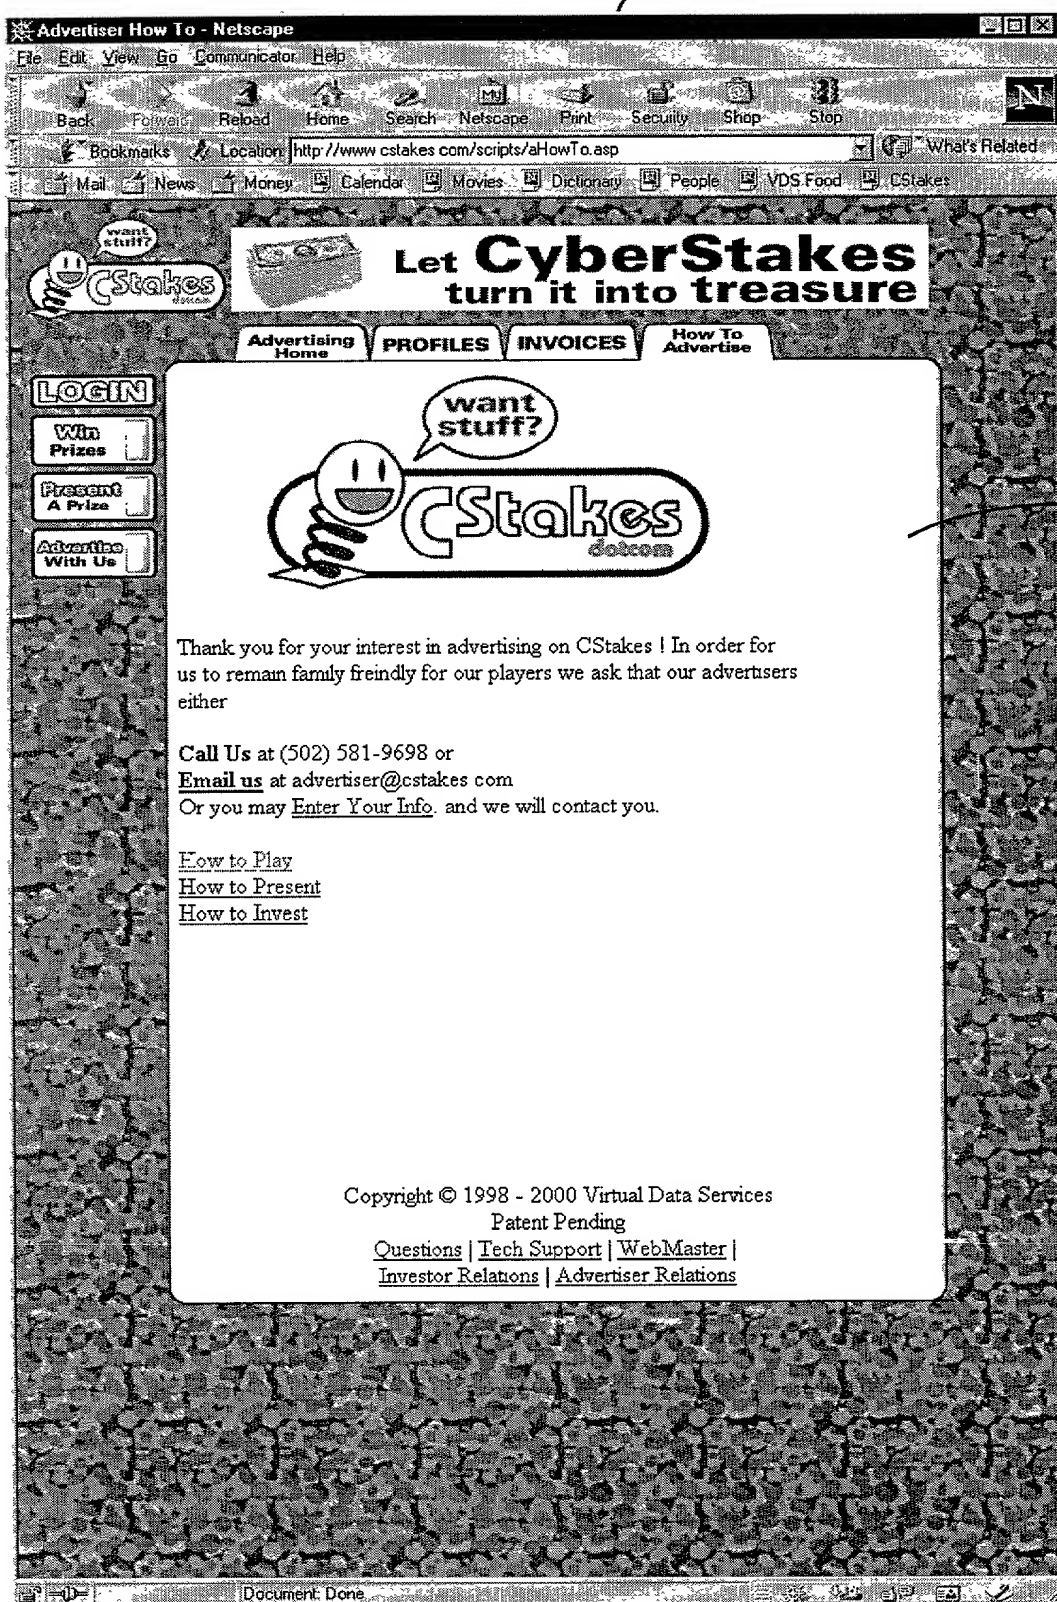 Advertiser How To - Netscape
File Edit View Go Communicator Help
Back Forward Reload Home Search Netscape Print Security Shop Stop
My
N
Bookmarks Location http://www cstakes com/scripts/aHowTo.asp What's Related
Mail News Money Calendar Movies Dictionary People VDS Food CStakes
want
stuff?
CStakes
dotcom
Let CyberStakes
turn it into treasure
Advertising
Home
PROFILES
INVOICES
How To
Advertise
LOGIN
Win
Prizes
Present
A Prize
Advertise
With Us
want
stuff?
CStakes
dotcom
Thank you for your interest in advertising on CStakes ! In order for
us to remain family freindly for our players we ask that our advertisers
either
Call Us at (502) 581-9698 or
Email us at advertiser@cstakes com
Or you may Enter Your Info. and we will contact you.
How to Play
How to Present
How to Invest
Copyright © 1998 - 2000 Virtual Data Services
Patent Pending
Questions | Tech Support | WebMaster |
Investor Relations | Advertiser Relations
Document: Done